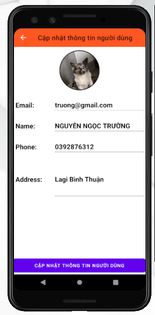 Cập nhật thông tin người dùng
Email: truong@gmail.com
Name: NGUYỄN NGỌC TRƯỜNG
Phone: 0392876312
Address: Lagi Bình Thuận
CẬP NHẬT THÔNG TIN NGƯỜI DÙNG